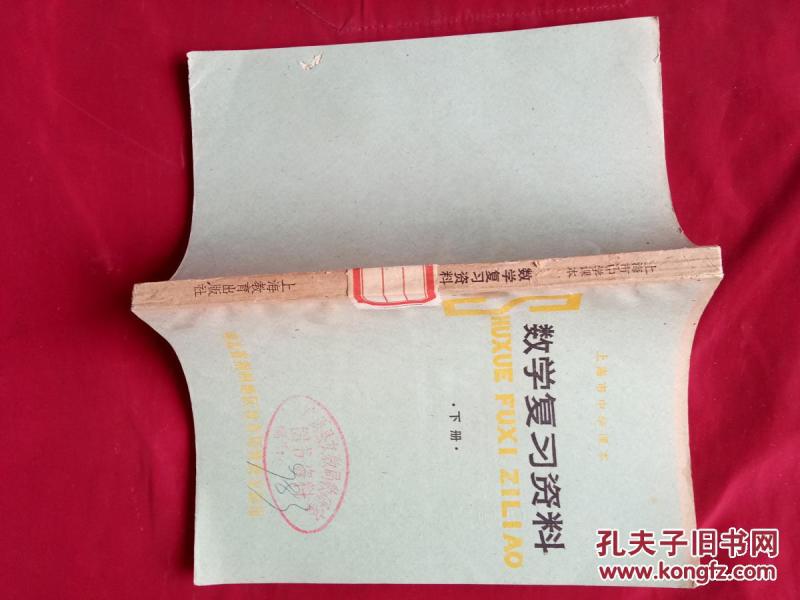 上海市中学课本
数学复习资料
SHUXUE FUXI ZILIAO
·下册·
上海市中学课本
数学复习资料
上海教育出版社
孔夫子旧书网
www.kongfz.com